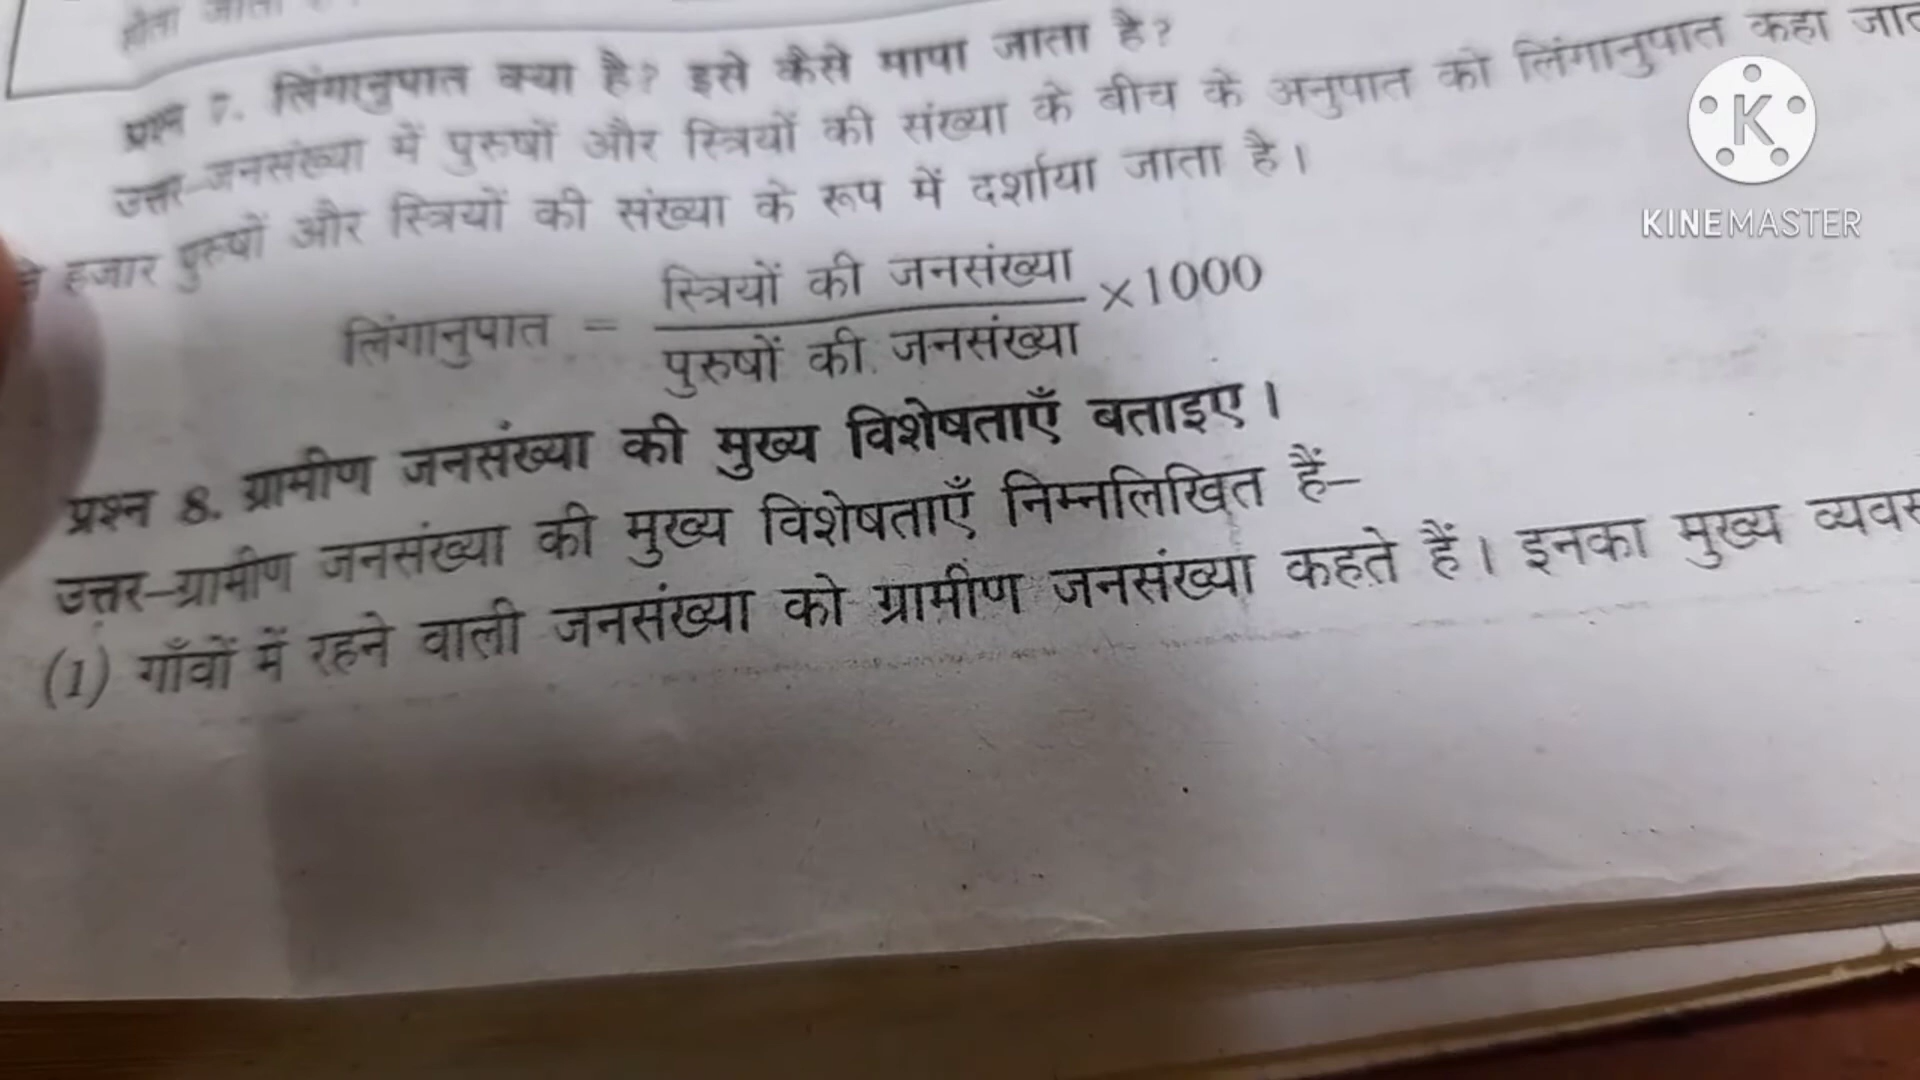 होता जाता
प्रश्न 7. लिंगानुपात क्या है? इसे कैसे मापा जाता है?
उत्तर–जनसंख्या में पुरुषों और स्त्रियों की संख्या के बीच के अनुपात को लिंगानुपात कहा जात
हजार पुरुषों और स्त्रियों की संख्या के रूप में दर्शाया जाता है।
लिंगानुपात = स्त्रियों की जनसंख्या / पुरुषों की जनसंख्या ×1000
प्रश्न 8. ग्रामीण जनसंख्या की मुख्य विशेषताएँ बताइए।
उत्तर–ग्रामीण जनसंख्या की मुख्य विशेषताएँ निम्नलिखित हैं–
(1) गाँवों में रहने वाली जनसंख्या को ग्रामीण जनसंख्या कहते हैं। इनका मुख्य व्यवस
K
KINEMASTER